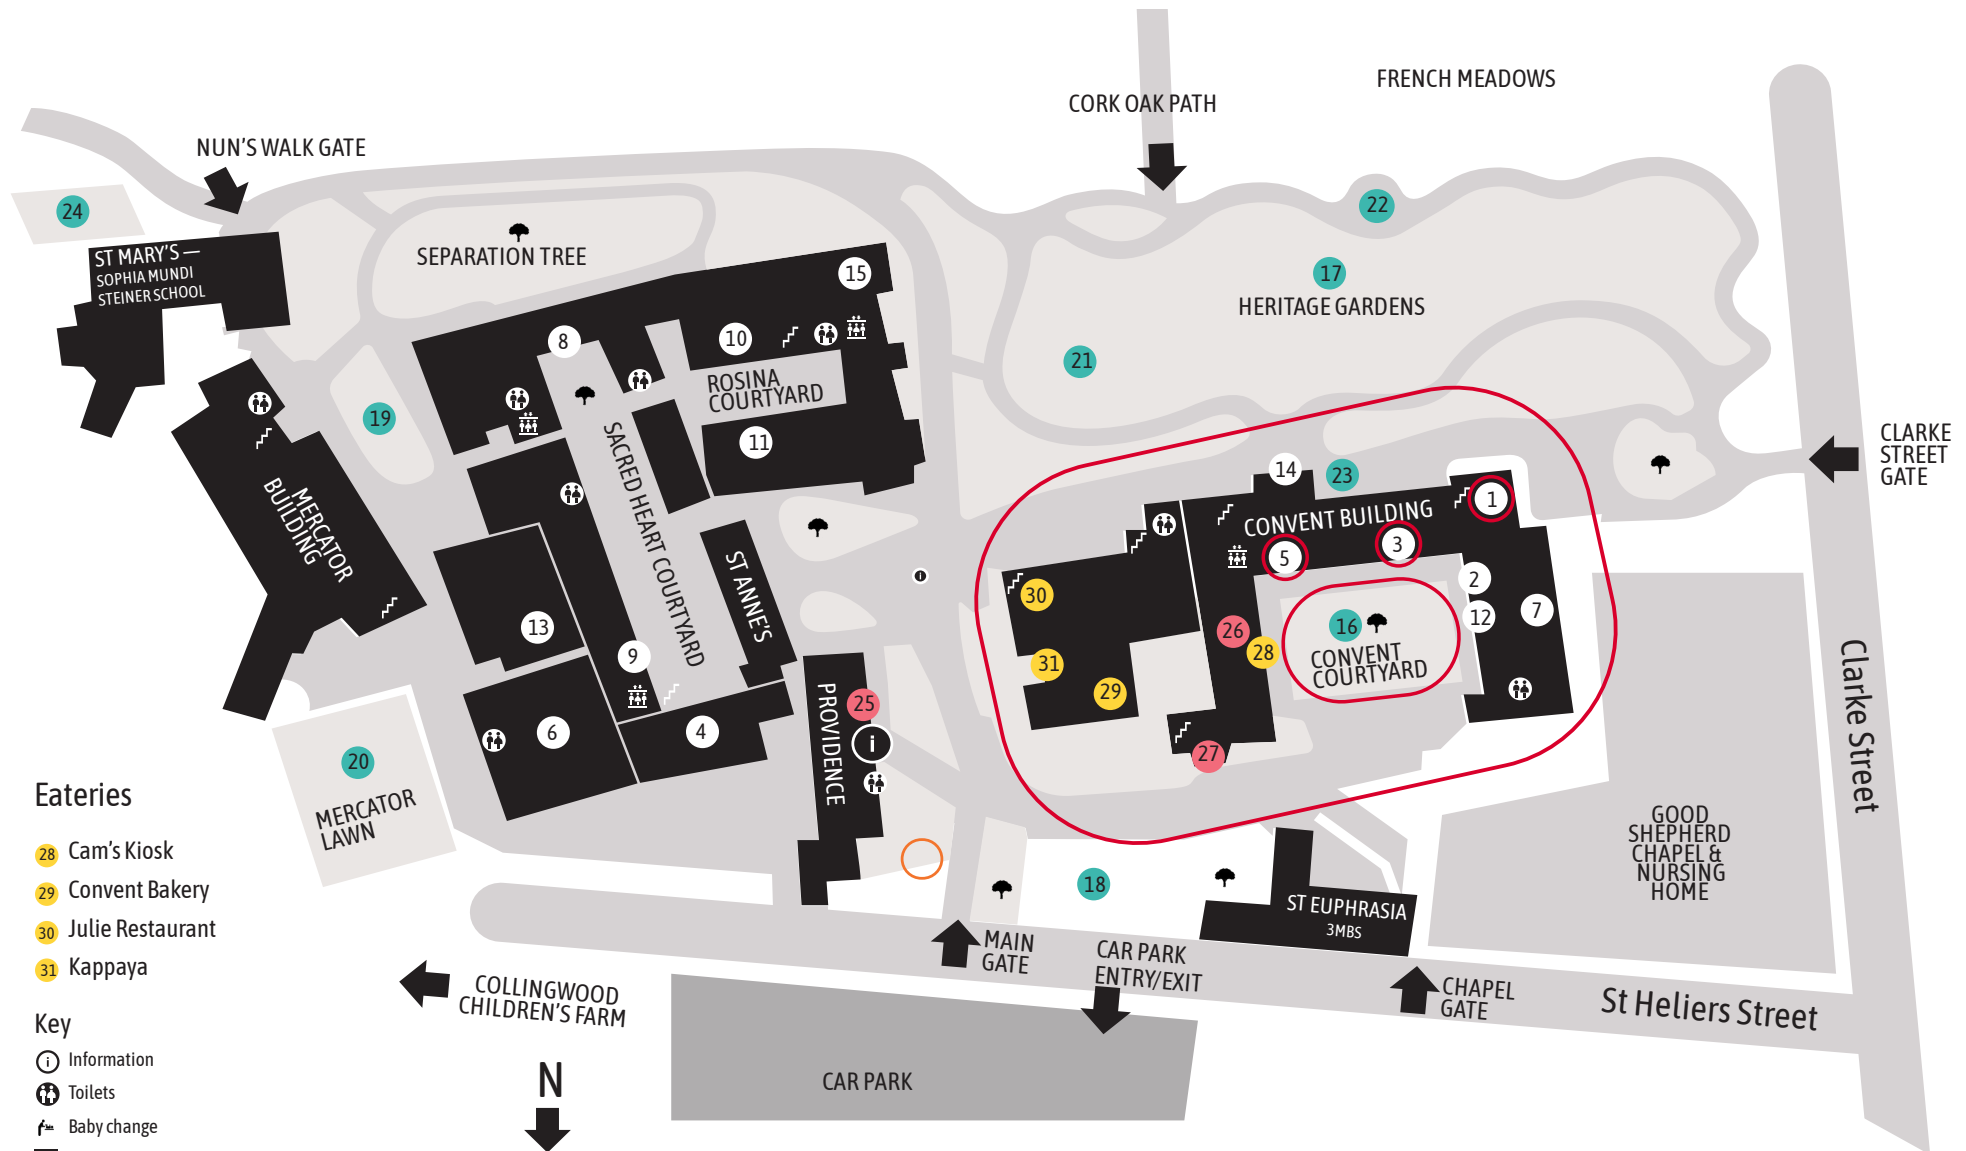 FRENCH MEADOWS
CORK OAK PATH
NUN'S WALK GATE
24
22
ST MARY'S —
SOPHIA MUNDI
STEINER SCHOOL
SEPARATION TREE
15
17
HERITAGE GARDENS
8
10
21
ROSINA
COURTYARD
19
11
SACRED HEART COURTYARD
MERCATOR
BUILDING
CLARKE
STREET
GATE
14
23
1
CONVENT BUILDING
5
3
2
12
7
16
CONVENT
COURTYARD
30
31
29
26
28
27
i
ST ANNE'S
13
9
6
4
PROVIDENCE
25
i
20
MERCATOR
LAWN
Clarke Street
GOOD
SHEPHERD
CHAPEL &
NURSING
HOME
18
ST EUPHRASIA
3MBS
MAIN
GATE
CAR PARK
ENTRY/EXIT
CHAPEL
GATE
St Heliers Street
COLLINGWOOD
CHILDREN'S FARM
CAR PARK
N
Eateries
28 Cam's Kiosk
29 Convent Bakery
30 Julie Restaurant
31 Kappaya
Key
i Information
Toilets
Baby change